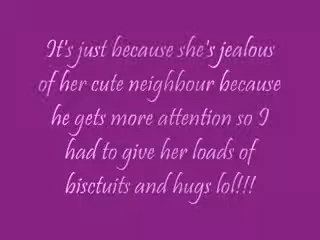 It's just because she's jealous
of her cute neighbour because
he gets more attention so I
had to give her loads of
bisctuits and hugs lol!!!